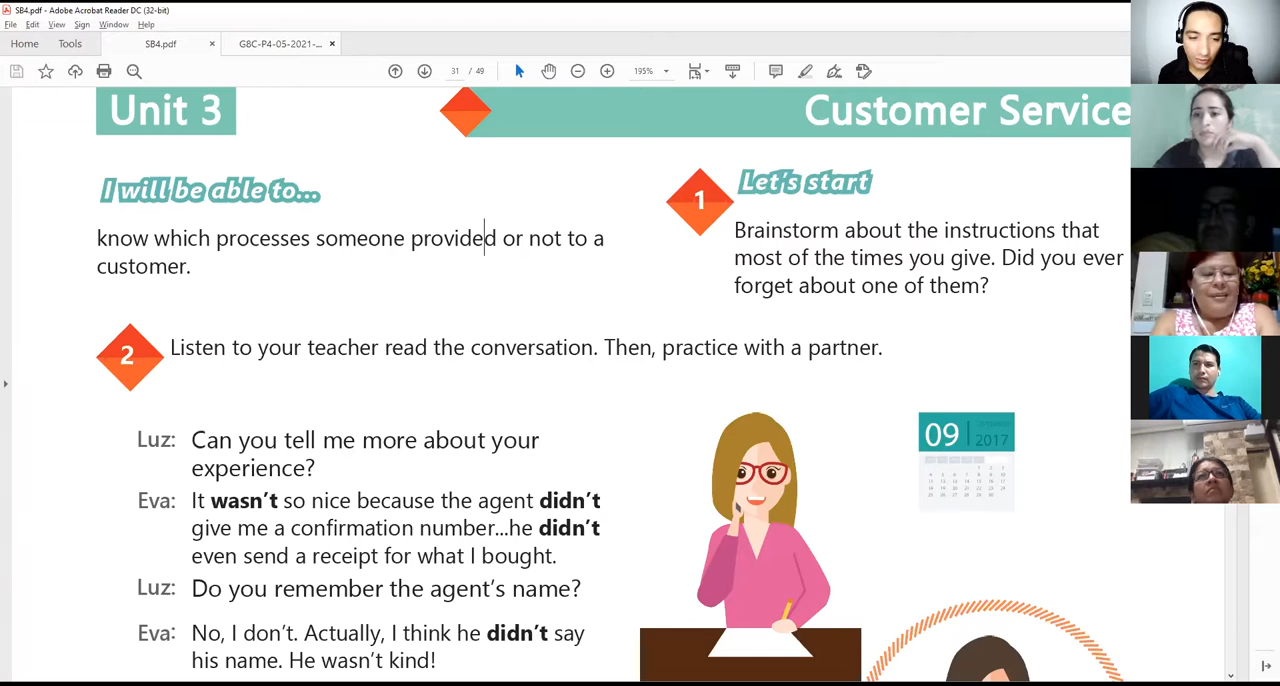 SB4.pdf - Adobe Acrobat Reader DC (32-bit)
File Edit View Sign Window Help
Home Tools SB4.pdf × G8C-P4-05-2021-... ×
31 / 49 195%
Unit 3
Customer Service
I will be able to...
know which processes someone provided or not to a
customer.
1
Let's start
Brainstorm about the instructions that
most of the times you give. Did you ever
forget about one of them?
2
Listen to your teacher read the conversation. Then, practice with a partner.
Luz: Can you tell me more about your
experience?
Eva: It wasn't so nice because the agent didn't
give me a confirmation number...he didn't
even send a receipt for what I bought.
Luz: Do you remember the agent's name?
Eva: No, I don't. Actually, I think he didn't say
his name. He wasn't kind!
09
2017